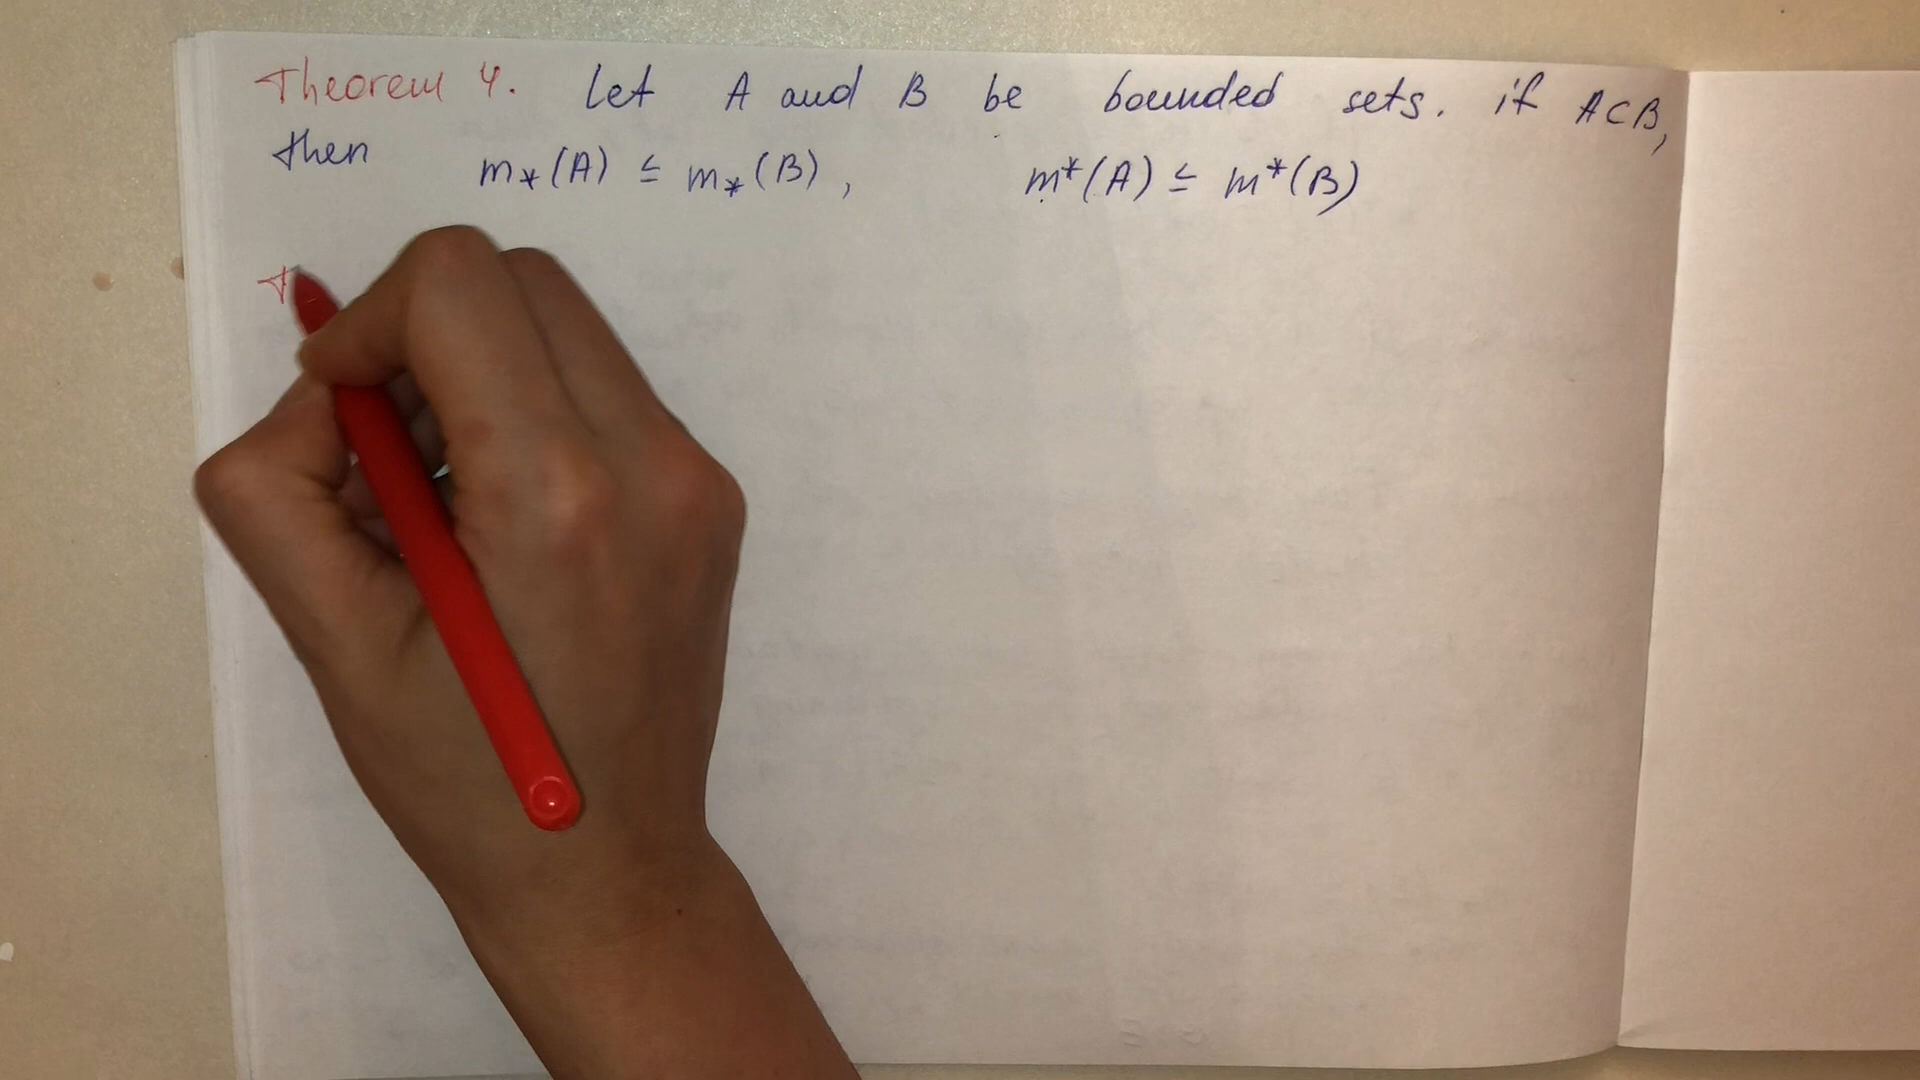 Theorem 4. Let A and B be bounded sets. if A⊂B,
then m⁎(A) ≤ m⁎(B), m*(A) ≤ m*(B)
T